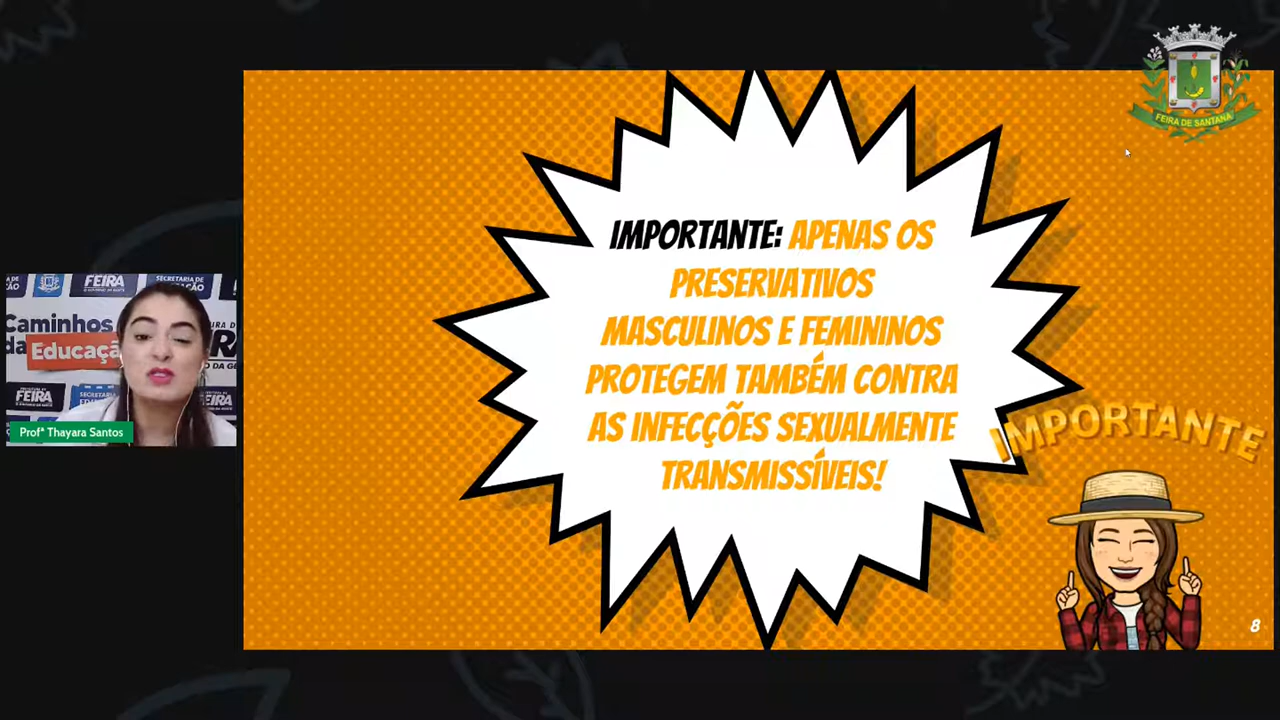 FEIRA DE SANTANA
IMPORTANTE: APENAS OS
PRESERVATIVOS
MASCULINOS E FEMININOS
PROTEGEM TAMBÉM CONTRA
AS INFECÇÕES SEXUALMENTE
TRANSMISSÍVEIS!
IMPORTANTE
8
FEIRA
SECRETARIA DE
Caminhos
da Educaçã
FEIRA
Profª Thayara Santos